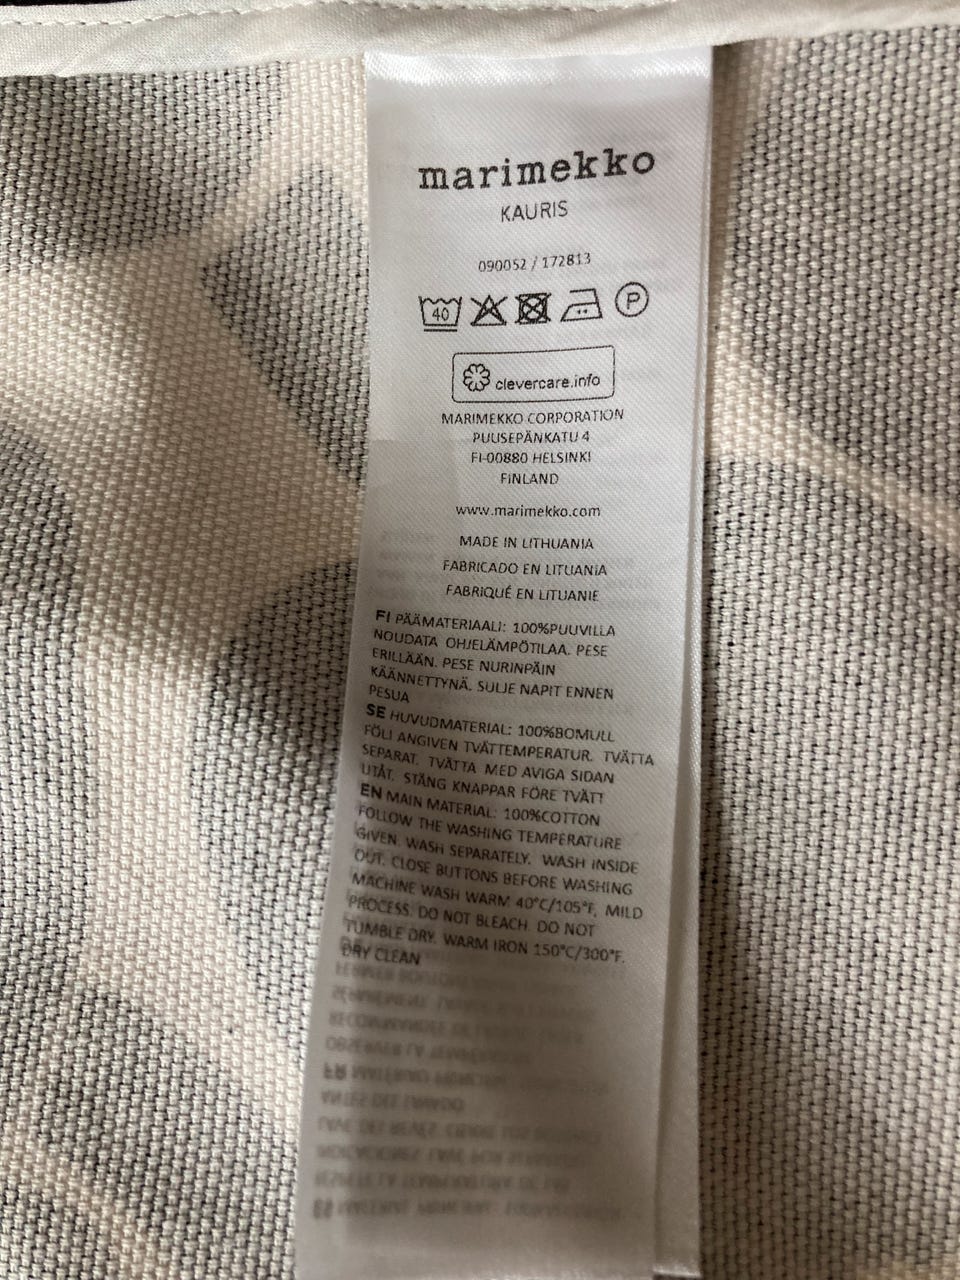 marimekko
KAURIS
090052 / 172813
40 P
clevercare.info
MARIMEKKO CORPORATION
PUUSEPÄNKATU 4
FI-00880 HELSINKI
FINLAND
www.marimekko.com
MADE IN LITHUANIA
FABRICADO EN LITUANIA
FABRIQUÉ EN LITUANIE
FI PÄÄMATERIAALI: 100%PUUVILLA
NOUDATA OHJELÄMPÖTILAA. PESE
ERILLÄÄN. PESE NURINPÄIN
KÄÄNNETTYNÄ. SULJE NAPIT ENNEN
PESUA
SE HUVUDMATERIAL: 100%BOMULL
FÖLJ ANGIVEN TVÄTTEMPERATUR. TVÄTTA
SEPARAT. TVÄTTA MED AVIGA SIDAN
UTÅT. STÄNG KNAPPAR FÖRE TVÄTT
EN MAIN MATERIAL: 100%COTTON
FOLLOW THE WASHING TEMPERATURE
GIVEN. WASH SEPARATELY. WASH INSIDE
OUT. CLOSE BUTTONS BEFORE WASHING
MACHINE WASH WARM 40°C/105°F, MILD
PROCESS. DO NOT BLEACH. DO NOT
TUMBLE DRY. WARM IRON 150°C/300°F.
DRY CLEAN